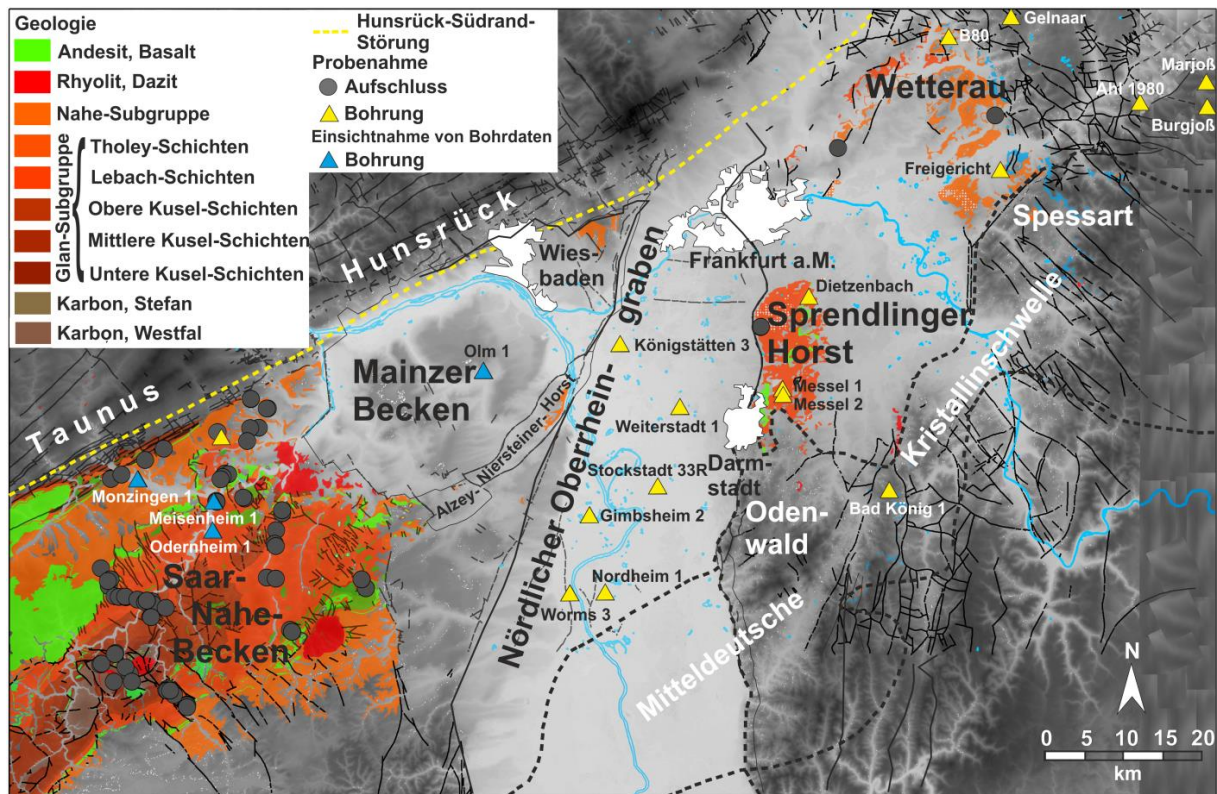 Geologie
Andesit, Basalt
Rhyolit, Dazit
Nahe-Subgruppe
Glan-Subgruppe
Tholey-Schichten
Lebach-Schichten
Obere Kusel-Schichten
Mittlere Kusel-Schichten
Untere Kusel-Schichten
Karbon, Stefan
Karbon, Westfal
Hunsrück-Südrand-
Störung
Probenahme
Aufschluss
Bohrung
Einsichtnahme von Bohrdaten
Bohrung
Gelnaar
B80
Marjoß
Wetterau
Ahl 1980
Burgjoß
Freigericht
Spessart
Hunsrück
Wies-
baden
Frankfurt a.M.
Dietzenbach
Sprendlinger
Horst
Königstätten 3
Olm 1
Mainzer
Becken
Messel 1
Messel 2
Weiterstadt 1
Taunus
Alzey- Niersteiner-Horst
Nördlicher Oberrhein-
graben
Stockstadt 33R
Darm-
stadt
Kristallinschwelle
Monzingen 1
Meisenheim 1
Odernheim 1
Gimbsheim 2
Oden-
wald
Bad König 1
Saar-
Nahe-
Becken
Nordheim 1
Worms 3
Mitteldeutsche
N
0 5 10 15 20
km